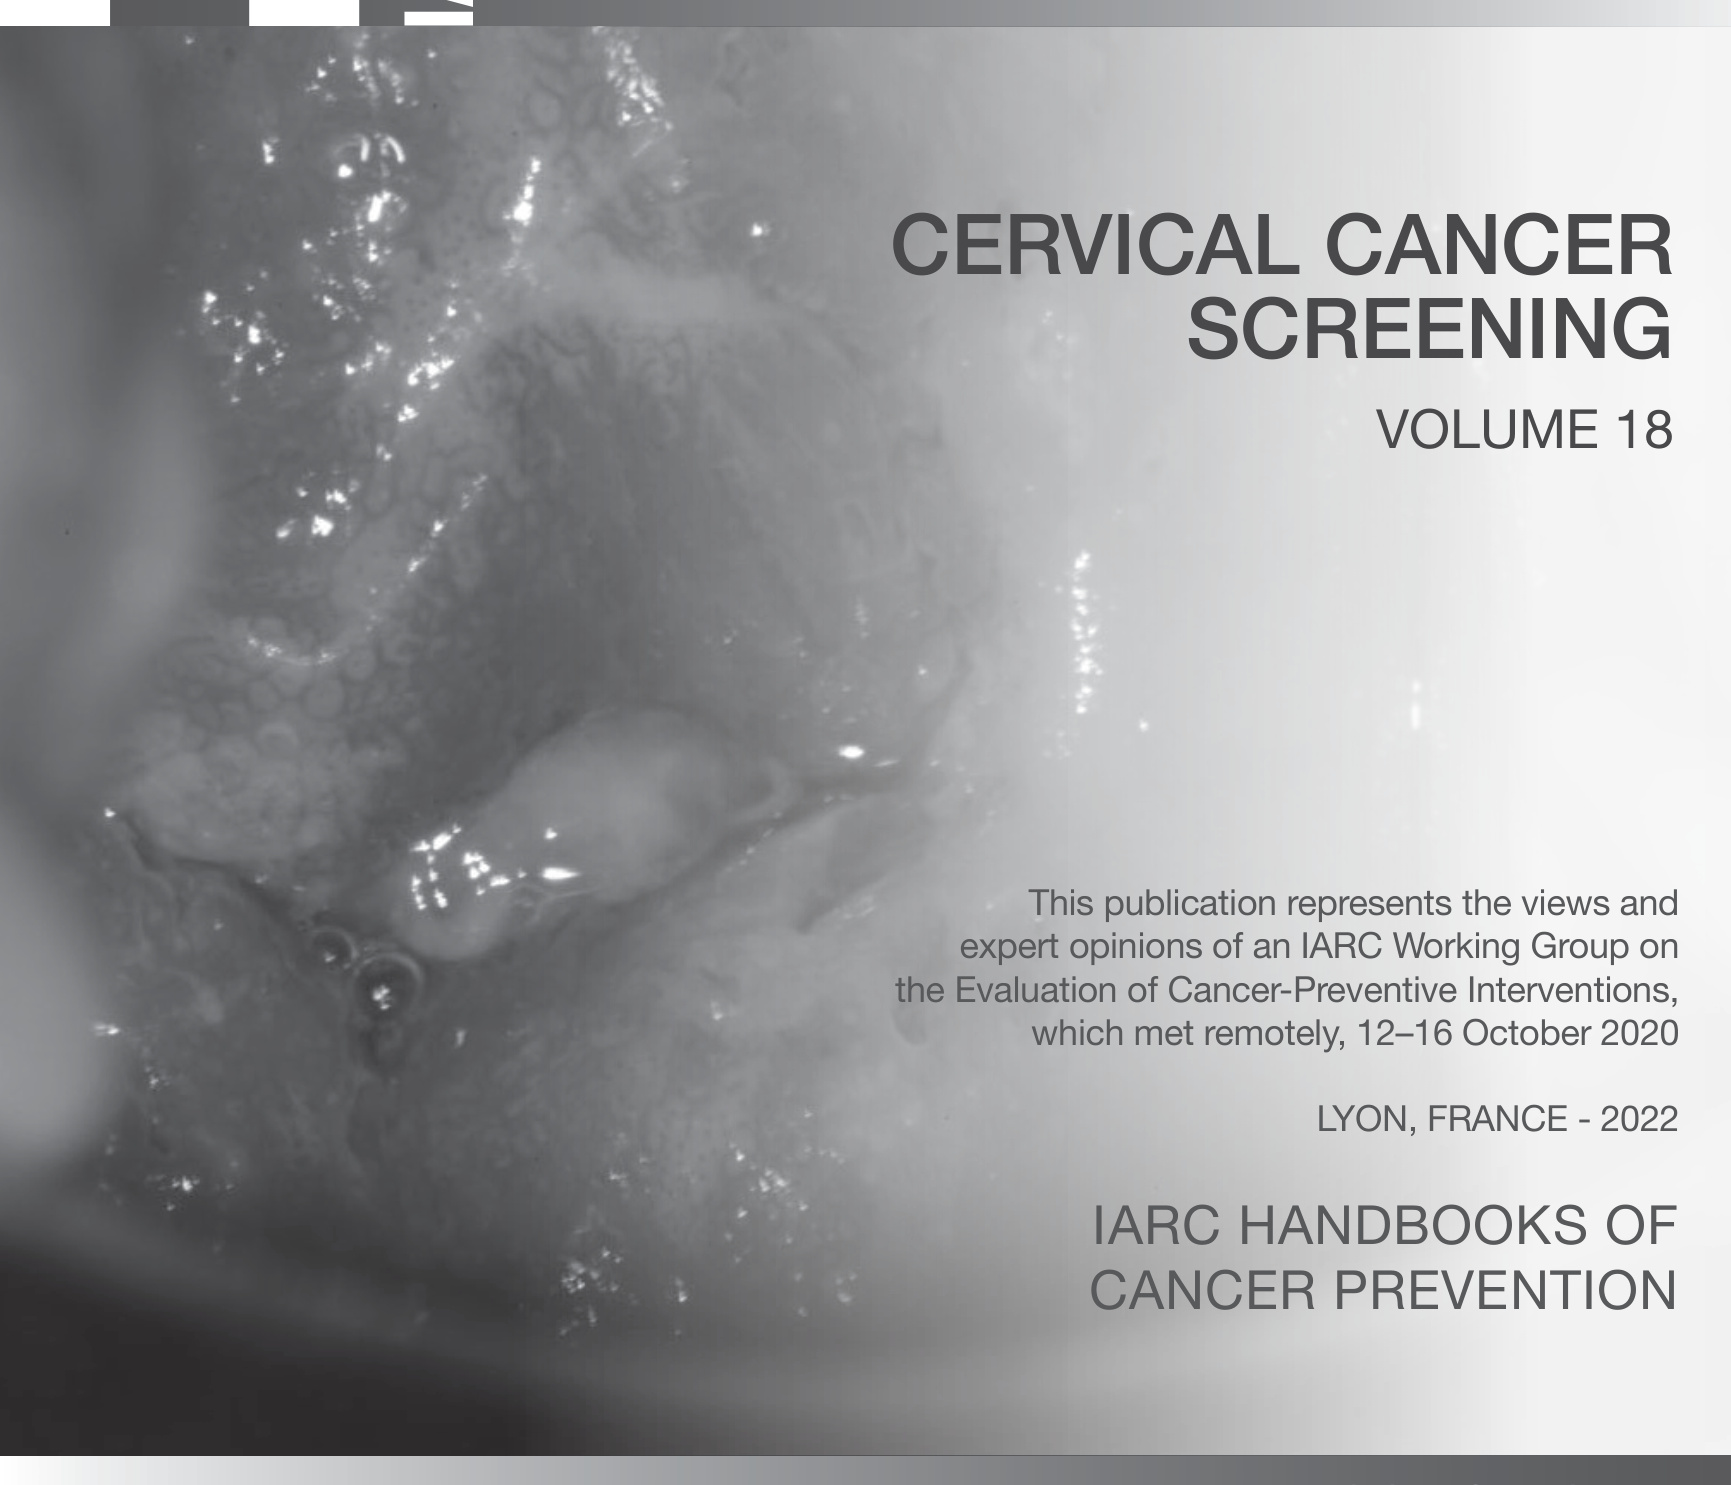 CERVICAL CANCER
SCREENING
VOLUME 18
This publication represents the views and
expert opinions of an IARC Working Group on
the Evaluation of Cancer-Preventive Interventions,
which met remotely, 12–16 October 2020
LYON, FRANCE - 2022
IARC HANDBOOKS OF
CANCER PREVENTION